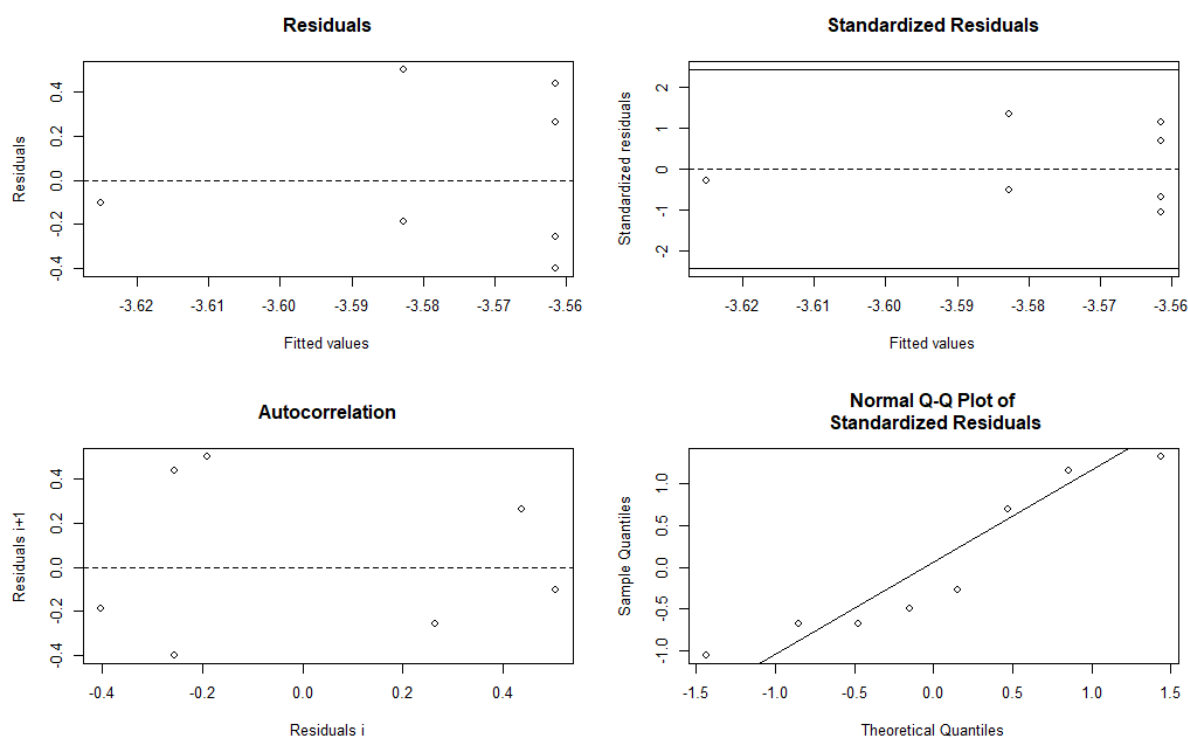 Residuals
Residuals
0.4
0.2
0.0
-0.2
-0.4
-3.62 -3.61 -3.60 -3.59 -3.58 -3.57 -3.56
Fitted values
Standardized Residuals
Standardized residuals
2
1
0
-1
-2
-3.62 -3.61 -3.60 -3.59 -3.58 -3.57 -3.56
Fitted values
Autocorrelation
Residuals i+1
0.4
0.2
0.0
-0.2
-0.4
-0.4 -0.2 0.0 0.2 0.4
Residuals i
Normal Q-Q Plot of
Standardized Residuals
Sample Quantiles
1.0
0.5
0.0
-0.5
-1.0
-1.5 -1.0 -0.5 0.0 0.5 1.0 1.5
Theoretical Quantiles